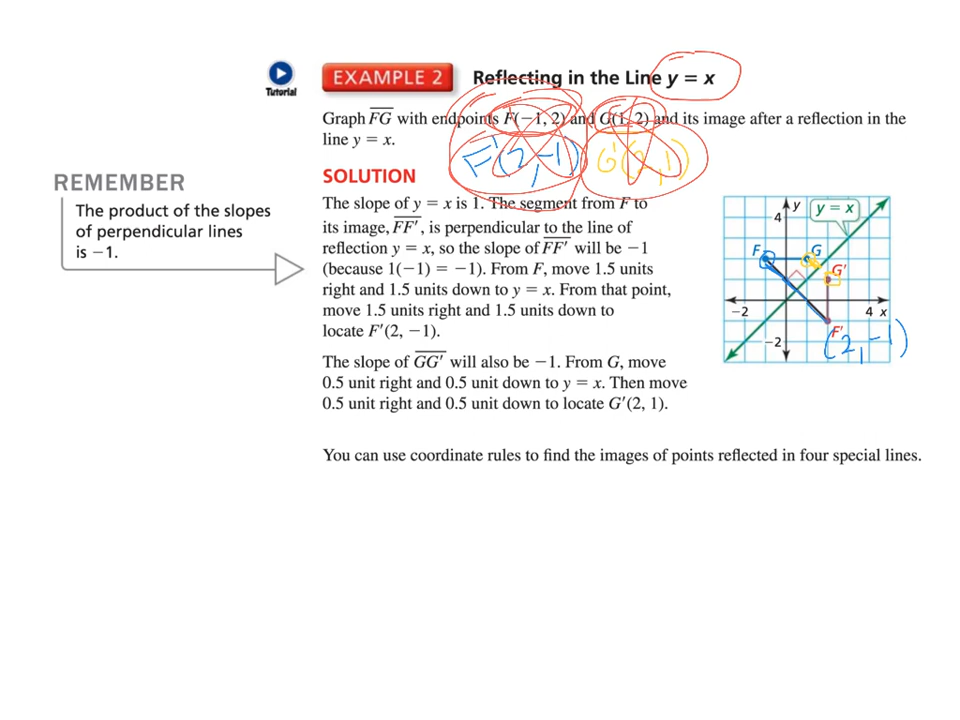 Tutorial
EXAMPLE 2 Reflecting in the Line y = x
Graph FG with endpoints F(−1, 2) and G(1, 2) and its image after a reflection in the
line y = x.
F'(2, −1) G'(2, 1)
SOLUTION
The slope of y = x is 1. The segment from F to
its image, FF′, is perpendicular to the line of
reflection y = x, so the slope of FF′ will be −1
(because 1(−1) = −1). From F, move 1.5 units
right and 1.5 units down to y = x. From that point,
move 1.5 units right and 1.5 units down to
locate F′(2, −1).
The slope of GG′ will also be −1. From G, move
0.5 unit right and 0.5 unit down to y = x. Then move
0.5 unit right and 0.5 unit down to locate G′(2, 1).
REMEMBER
The product of the slopes
of perpendicular lines
is −1.
4 y y = x
F G
G′
−2 4 x
F′
−2 (2, −1)
You can use coordinate rules to find the images of points reflected in four special lines.